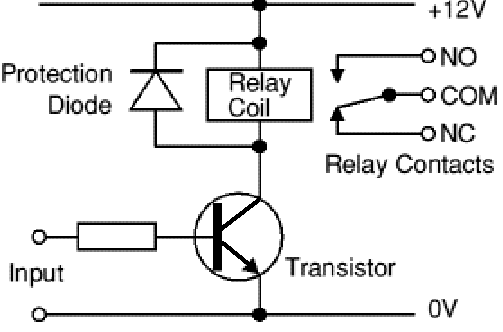 +12V
Protection
Diode
Relay
Coil
NO
COM
NC
Relay Contacts
Input
Transistor
0V